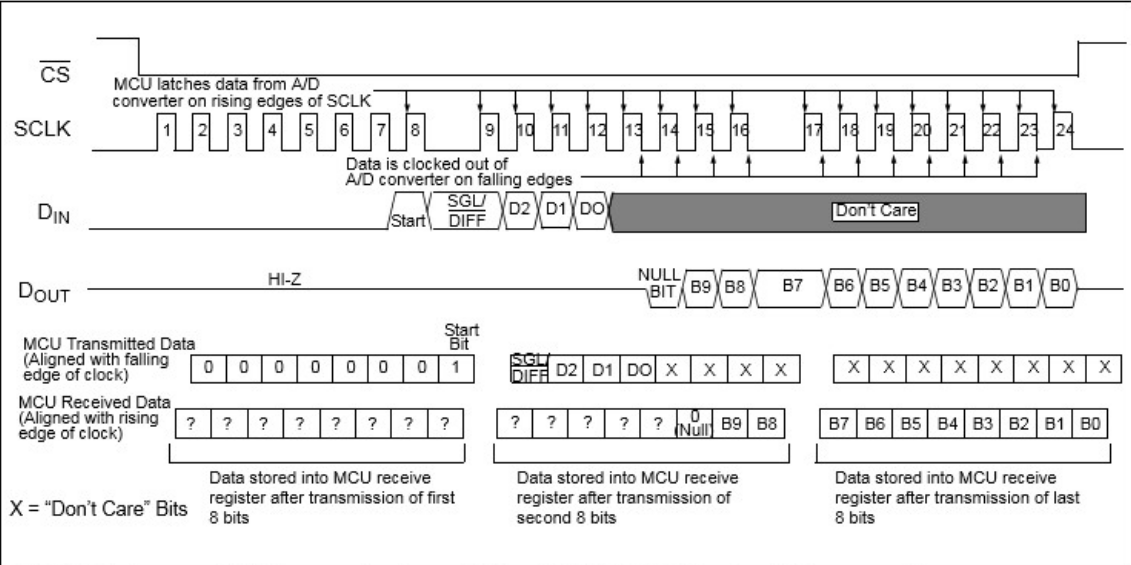 CS
MCU latches data from A/D
converter on rising edges of SCLK
SCLK
1 2 3 4 5 6 7 8 9 10 11 12 13 14 15 16 17 18 19 20 21 22 23 24
Data is clocked out of
A/D converter on falling edges
DIN
Start SGL/ DIFF D2 D1 DO Don't Care
DOUT
HI-Z
NULL BIT B9 B8 B7 B6 B5 B4 B3 B2 B1 B0
MCU Transmitted Data
(Aligned with falling
edge of clock)
Start
Bit
0 0 0 0 0 0 0 1 SGL/ DIFF D2 D1 DO X X X X X X X X X X X X
MCU Received Data
(Aligned with rising
edge of clock)
? ? ? ? ? ? ? ? ? ? ? ? ? 0 (Null) B9 B8 B7 B6 B5 B4 B3 B2 B1 B0
Data stored into MCU receive
register after transmission of first
8 bits
Data stored into MCU receive
register after transmission of
second 8 bits
Data stored into MCU receive
register after transmission of last
8 bits
X = “Don’t Care” Bits